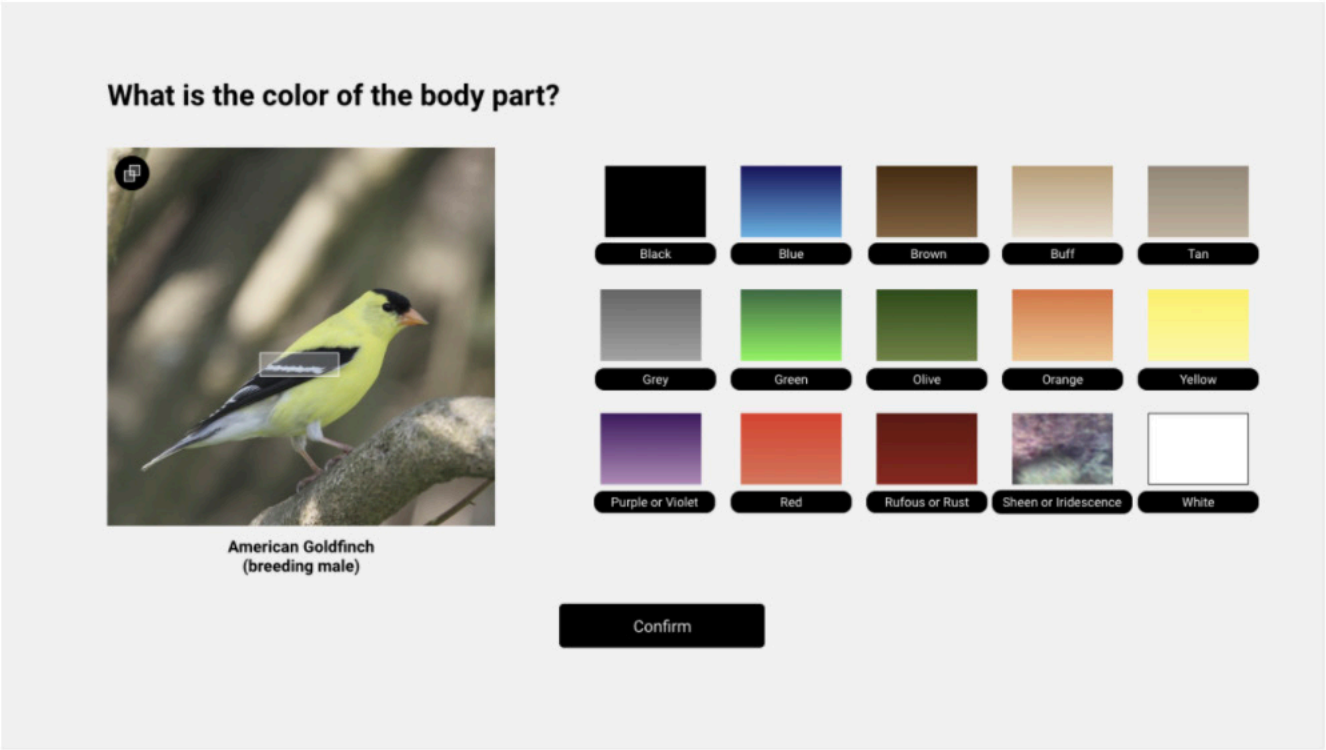 What is the color of the body part?
Black
Blue
Brown
Buff
Tan
Grey
Green
Olive
Orange
Yellow
Purple or Violet
Red
Rufous or Rust
Sheen or Iridescence
White
American Goldfinch
(breeding male)
Confirm